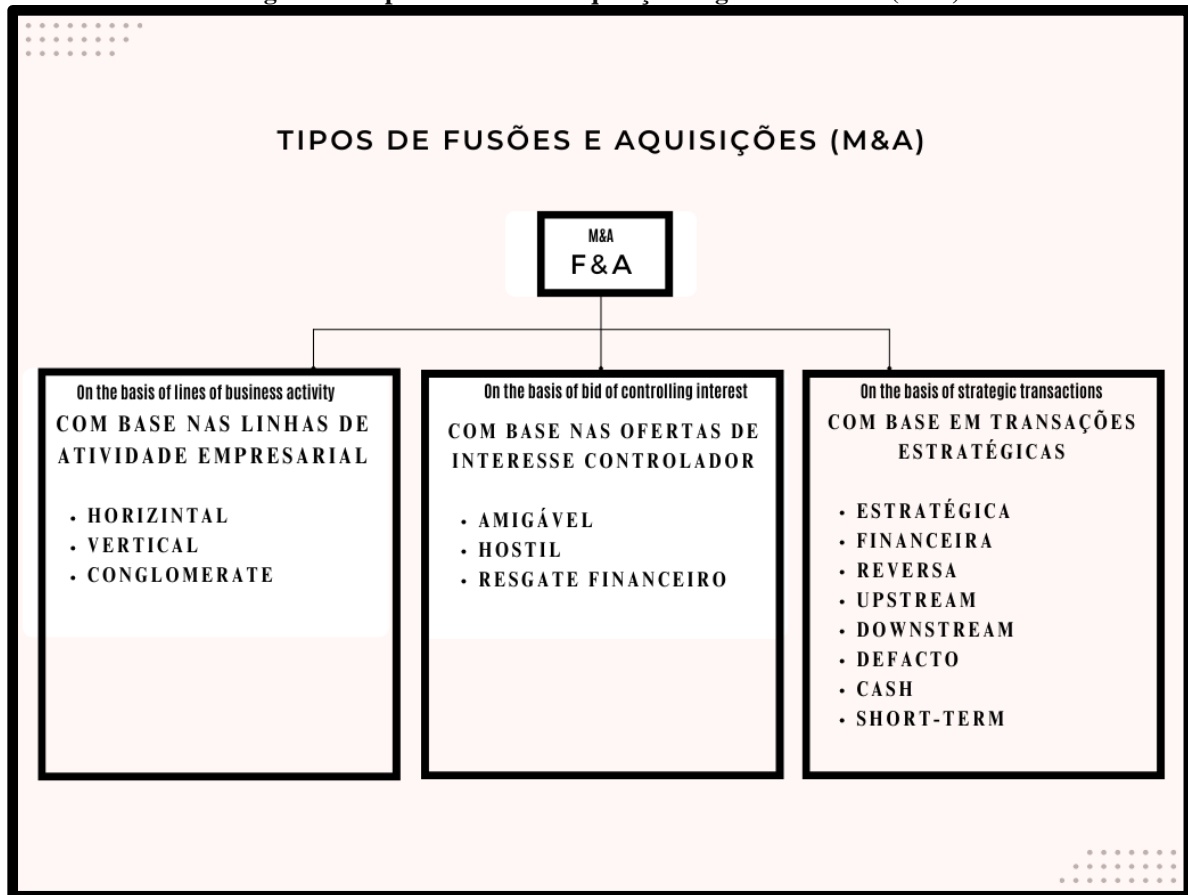 TIPOS DE FUSÕES E AQUISIÇÕES (M&A)
M&A
F&A
On the basis of lines of business activity
COM BASE NAS LINHAS DE
ATIVIDADE EMPRESARIAL
• HORIZINTAL
• VERTICAL
• CONGLOMERATE
On the basis of bid of controlling interest
COM BASE NAS OFERTAS DE
INTERESSE CONTROLADOR
• AMIGÁVEL
• HOSTIL
• RESGATE FINANCEIRO
On the basis of strategic transactions
COM BASE EM TRANSAÇÕES
ESTRATÉGICAS
• ESTRATÉGICA
• FINANCEIRA
• REVERSA
• UPSTREAM
• DOWNSTREAM
• DEFACTO
• CASH
• SHORT-TERM